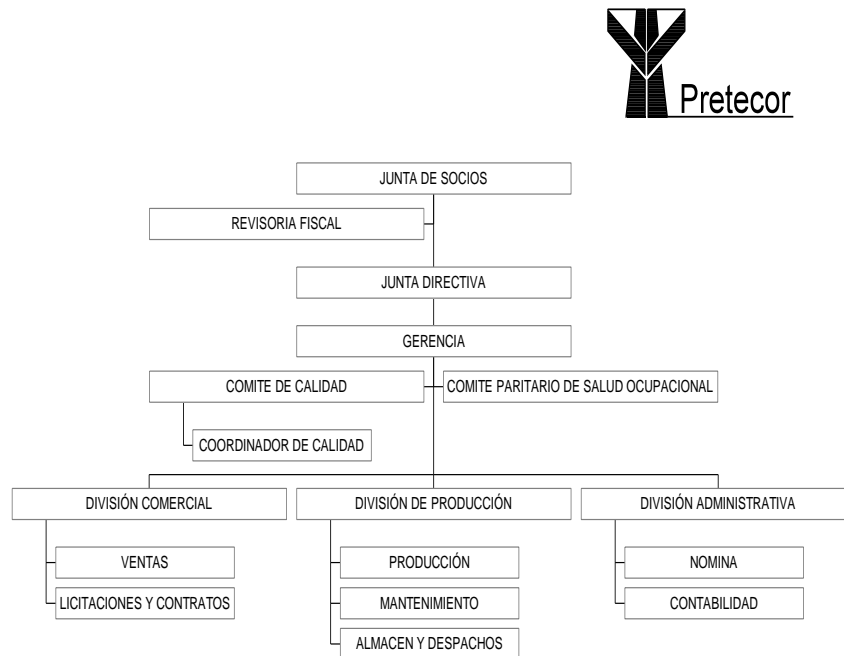 Pretecor
JUNTA DE SOCIOS
REVISORIA FISCAL
JUNTA DIRECTIVA
GERENCIA
COMITE DE CALIDAD
COMITE PARITARIO DE SALUD OCUPACIONAL
COORDINADOR DE CALIDAD
DIVISIÓN COMERCIAL
DIVISIÓN DE PRODUCCIÓN
DIVISIÓN ADMINISTRATIVA
VENTAS
PRODUCCIÓN
NOMINA
LICITACIONES Y CONTRATOS
MANTENIMIENTO
CONTABILIDAD
ALMACEN Y DESPACHOS